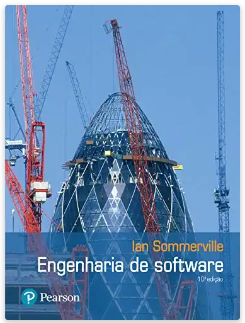 Ian Sommerville
Engenharia de software
10ª edição
Pearson